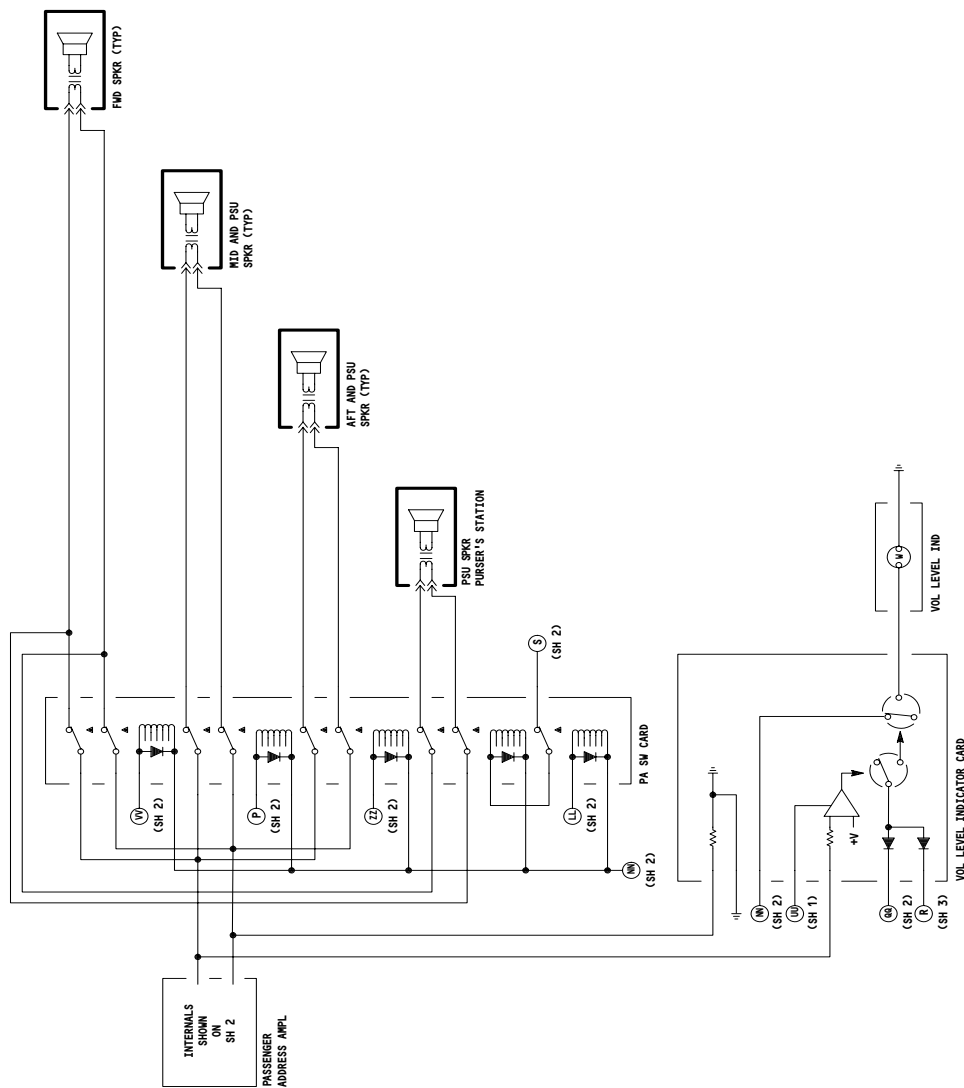 FWD SPKR (TYP)
MID AND PSU
SPKR (TYP)
AFT AND PSU
SPKR (TYP)
PSU SPKR
PURSER'S STATION
S
(SH 2)
VV
(SH 2)
P
(SH 2)
ZZ
(SH 2)
LL
(SH 2)
NN
(SH 2)
PA SW CARD
INTERNALS
SHOWN
ON
SH 2
PASSENGER
ADDRESS AMPL
NN
(SH 2)
UU
(SH 1)
+V
QQ
(SH 2)
R
(SH 3)
M
VOL LEVEL IND
VOL LEVEL INDICATOR CARD